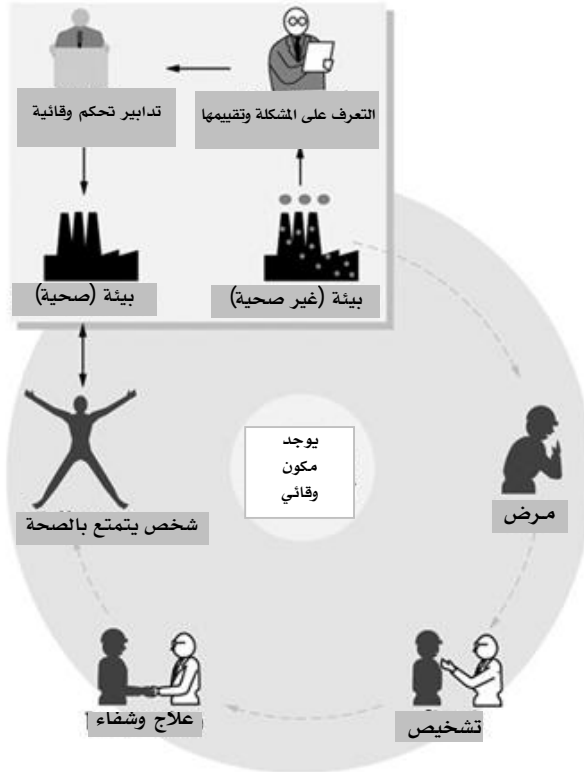 التعرف على المشكلة وتقييمها
تدابير تحكم وقائية
بيئة (غير صحية)
بيئة (صحية)
يوجد
مكون
وقائي
شخص يتمتع بالصحة
مرض
علاج وشفاء
تشخيص